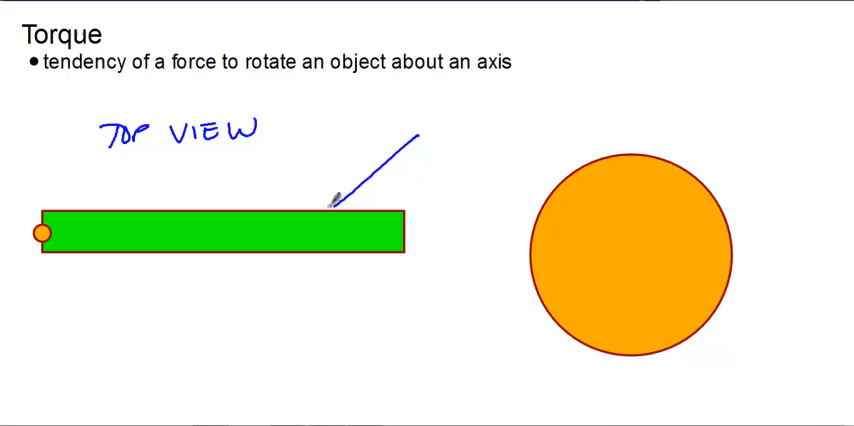 Torque
• tendency of a force to rotate an object about an axis
TOP VIEW